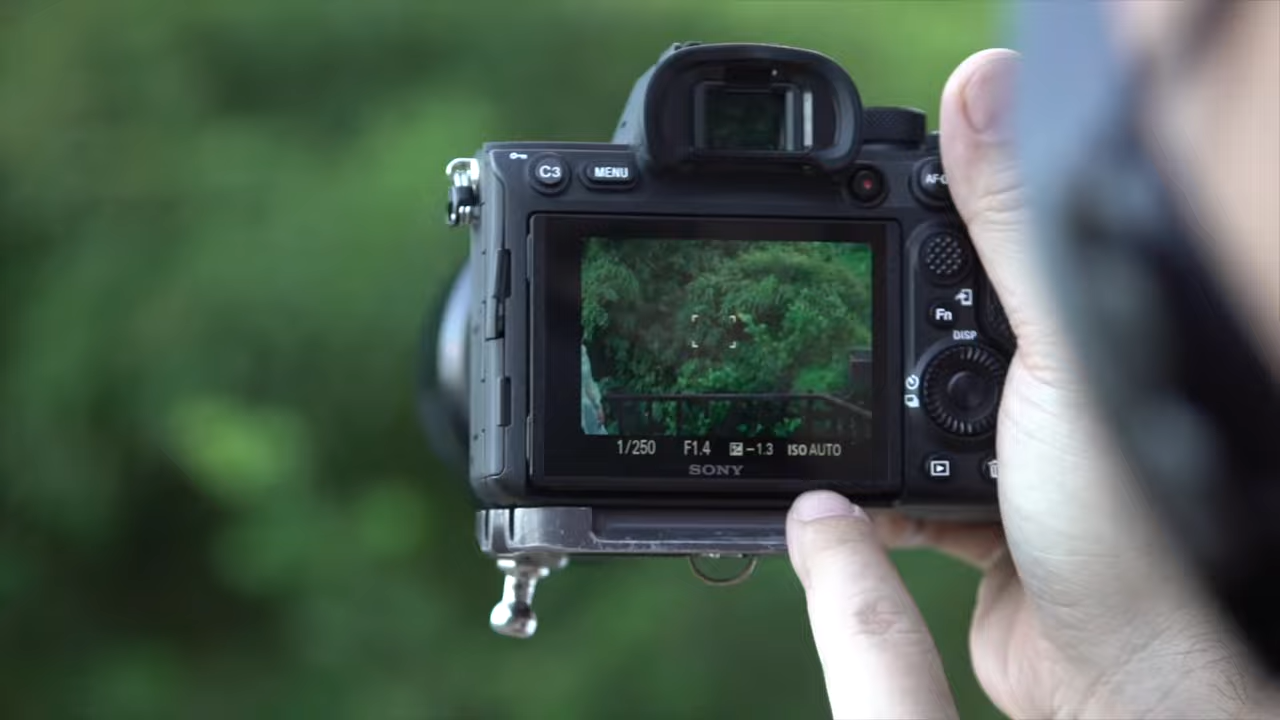 C3
MENU
AF-
Fn
DISP
1/250 F1.4 −1.3 ISO AUTO
SONY